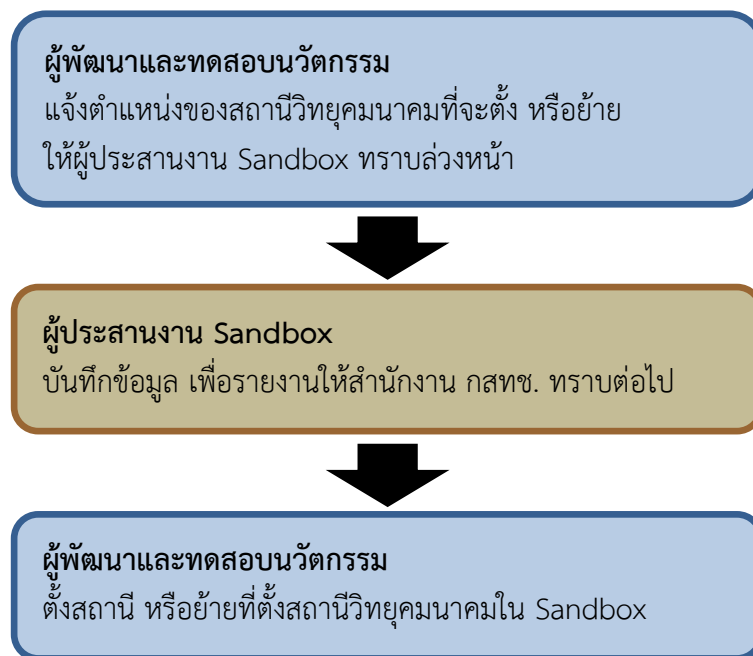 ผู้พัฒนาและทดสอบนวัตกรรม
แจ้งตำแหน่งของสถานีวิทยุคมนาคมที่จะตั้ง หรือย้าย
ให้ผู้ประสานงาน Sandbox ทราบล่วงหน้า
ผู้ประสานงาน Sandbox
บันทึกข้อมูล เพื่อรายงานให้สำนักงาน กสทช. ทราบต่อไป
ผู้พัฒนาและทดสอบนวัตกรรม
ตั้งสถานี หรือย้ายที่ตั้งสถานีวิทยุคมนาคมใน Sandbox